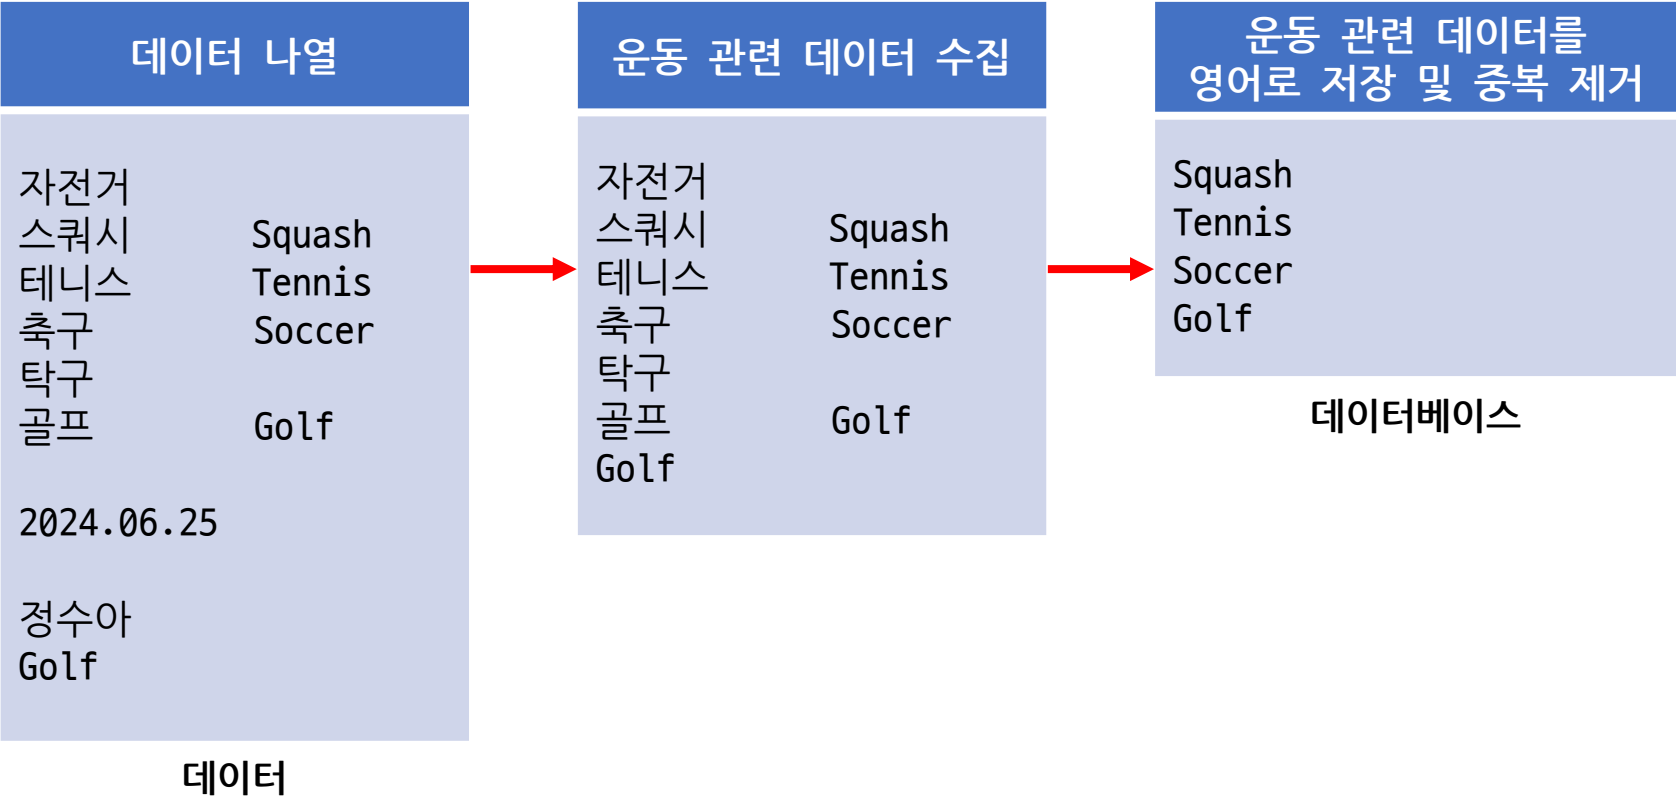 데이터 나열
자전거
스쿼시 Squash
테니스 Tennis
축구 Soccer
탁구
골프 Golf
2024.06.25
정수아
Golf
데이터
운동 관련 데이터 수집
자전거
스쿼시 Squash
테니스 Tennis
축구 Soccer
탁구
골프 Golf
Golf
운동 관련 데이터를
영어로 저장 및 중복 제거
Squash
Tennis
Soccer
Golf
데이터베이스